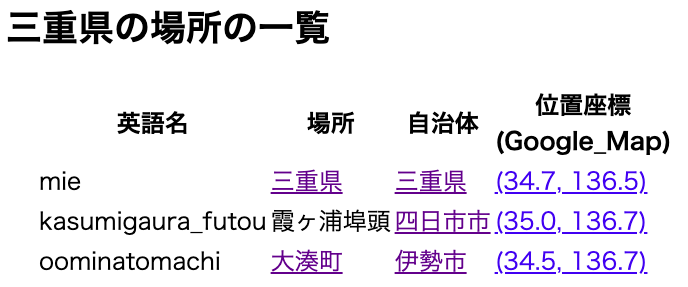 三重県の場所の一覧
英語名 場所 自治体 位置座標
(Google_Map)
mie 三重県 三重県 (34.7, 136.5)
kasumigaura_futou 霞ヶ浦埠頭 四日市市 (35.0, 136.7)
oominatomachi 大湊町 伊勢市 (34.5, 136.7)